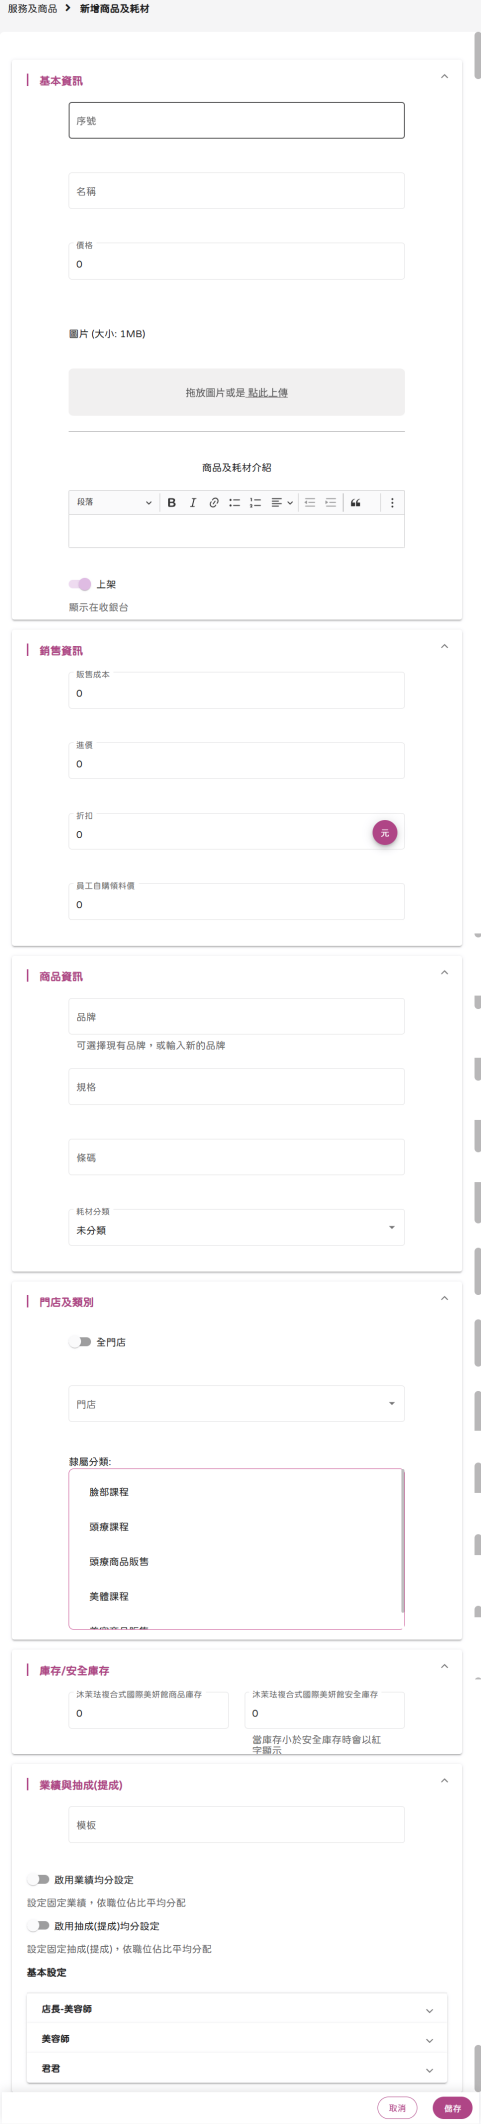 服務及商品 > 新增商品及耗材
基本資訊
序號
名稱
價格
0
圖片 (大小: 1MB)
拖放圖片或是 點此上傳
商品及耗材介紹
段落
上架
顯示在收銀台
銷售資訊
販售成本
0
進價
0
折扣
0
元
員工自購領料價
0
商品資訊
品牌
可選擇現有品牌，或輸入新的品牌
規格
條碼
耗材分類
未分類
門店及類別
全門店
門店
隸屬分類:
臉部課程
頭療課程
頭療商品販售
美體課程
美容商品販售
庫存/安全庫存
沐茉珐複合式國際美妍館商品庫存
0
沐茉珐複合式國際美妍館安全庫存
0
當庫存小於安全庫存時會以紅
字顯示
業績與抽成(提成)
模板
啟用業績均分設定
設定固定業績，依職位佔比平均分配
啟用抽成(提成)均分設定
設定固定抽成(提成)，依職位佔比平均分配
基本設定
店長-美容師
美容師
君君
取消
儲存